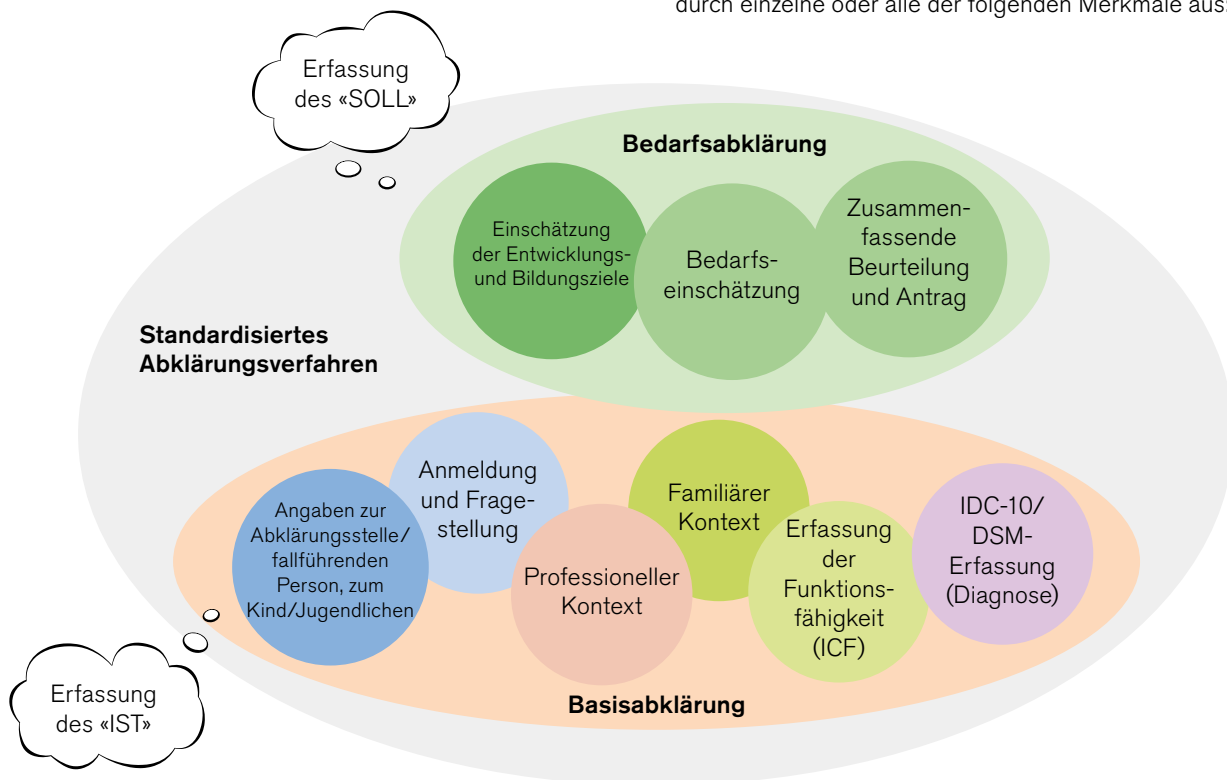 durch einzelne oder alle der folgenden Merkmale aus:
Erfassung
des «SOLL»
Bedarfsabklärung
Einschätzung
der Entwicklungs-
und Bildungsziele
Bedarfs-
einschätzung
Zusammen-
fassende
Beurteilung
und Antrag
Standardisiertes
Abklärungsverfahren
Angaben zur
Abklärungsstelle/
fallführenden
Person, zum
Kind/Jugendlichen
Anmeldung
und Frage-
stellung
Professioneller
Kontext
Familiärer
Kontext
Erfassung
der
Funktions-
fähigkeit
(ICF)
IDC-10/
DSM-
Erfassung
(Diagnose)
Erfassung
des «IST»
Basisabklärung